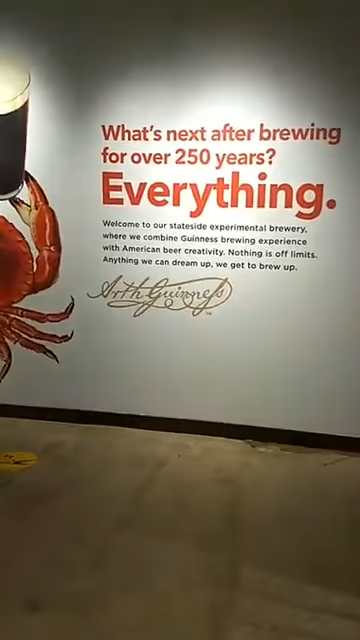 What's next after brewing
for over 250 years?
Everything.
Welcome to our stateside experimental brewery,
where we combine Guinness brewing experience
with American beer creativity. Nothing is off limits.
Anything we can dream up, we get to brew up.
Arth Guinness